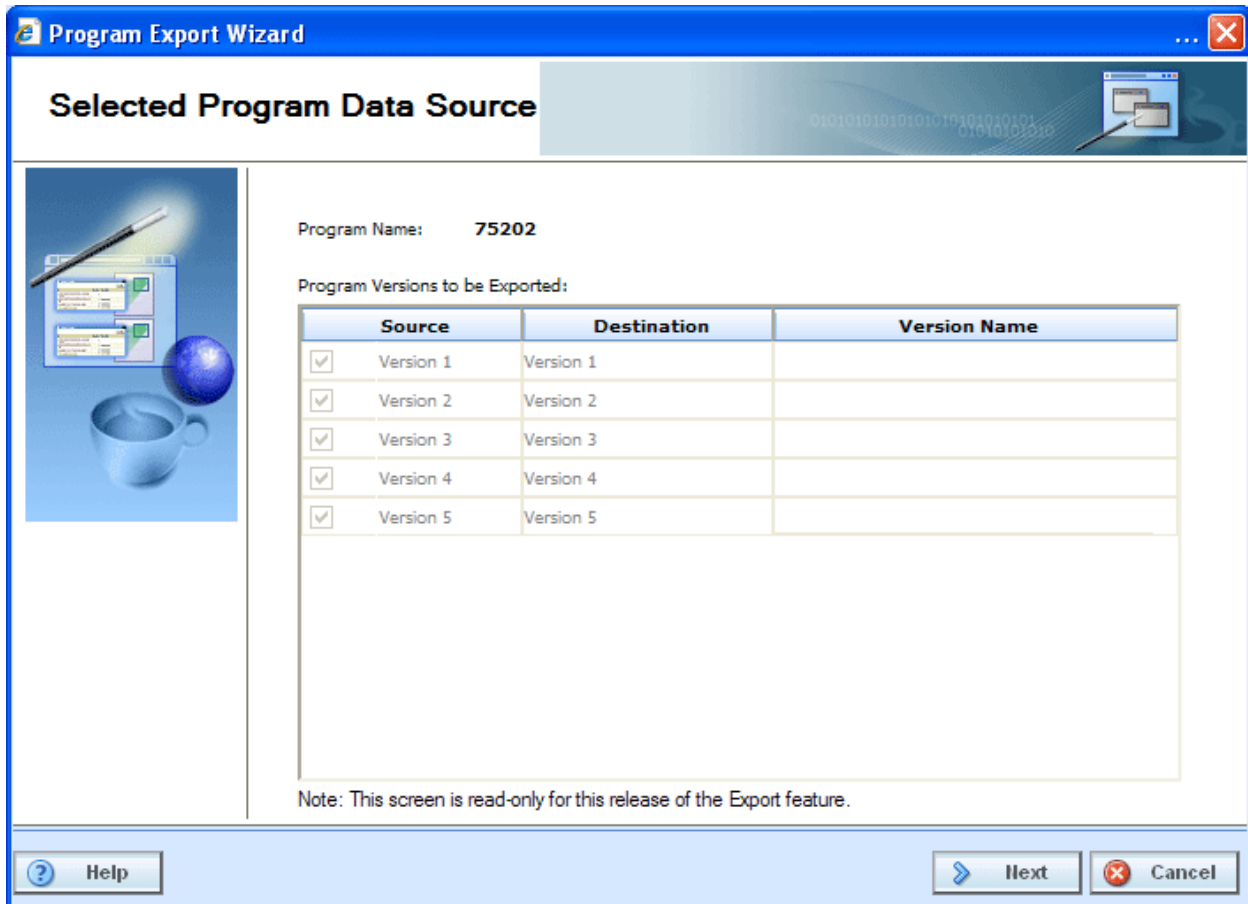 Program Export Wizard ...
Selected Program Data Source
010101010101010101010101
01010101010
Program Name: 75202
Program Versions to be Exported:
Source Destination Version Name
Version 1 Version 1
Version 2 Version 2
Version 3 Version 3
Version 4 Version 4
Version 5 Version 5
Note: This screen is read-only for this release of the Export feature.
Help Next Cancel